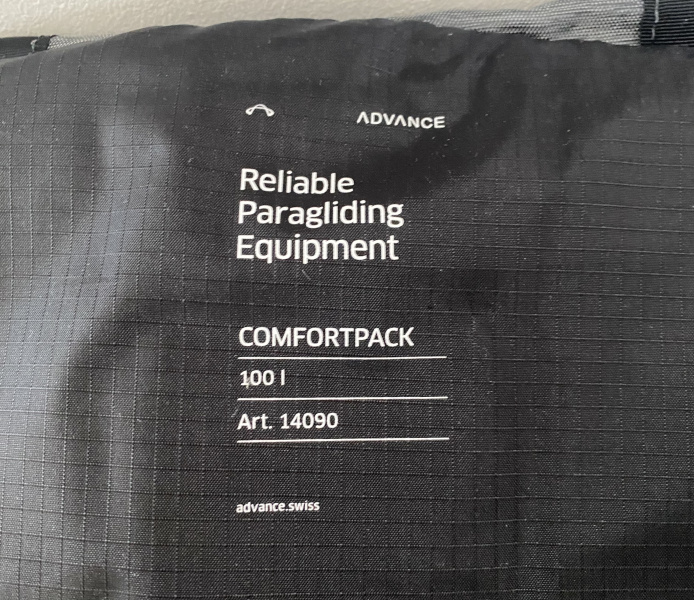 ADVANCE
Reliable
Paragliding
Equipment
COMFORTPACK
100 l
Art. 14090
advance.swiss